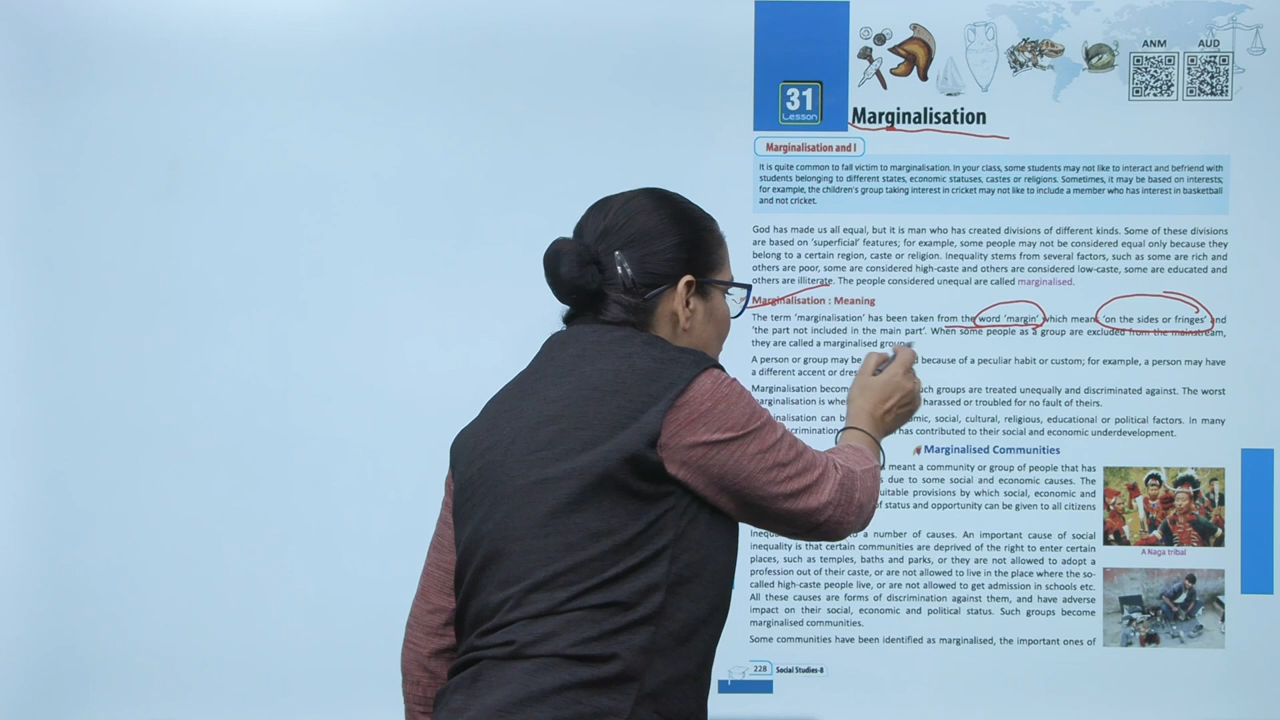 ANM AUD
31
Lesson
Marginalisation
Marginalisation and I
It is quite common to fall victim to marginalisation. In your class, some students may not like to interact and befriend with
students belonging to different states, economic statuses, castes or religions. Sometimes, it may be based on interests;
for example, the children's group taking interest in cricket may not like to include a member who has interest in basketball
and not cricket.
God has made us all equal, but it is man who has created divisions of different kinds. Some of these divisions
are based on 'superficial' features; for example, some people may not be considered equal only because they
belong to a certain region, caste or religion. Inequality stems from several factors, such as some are rich and
others are poor, some are considered high-caste and others are considered low-caste, some are educated and
others are illiterate. The people considered unequal are called marginalised.
Marginalisation : Meaning
The term 'marginalisation' has been taken from the word 'margin' which means 'on the sides or fringes' and
'the part not included in the main part'. When some people as a group are excluded from the mainstream,
they are called a marginalised group
A person or group may be because of a peculiar habit or custom; for example, a person may have
a different accent or
Marginalisation such groups are treated unequally and discriminated against. The worst
marginalisation is harassed or troubled for no fault of theirs.
can social, cultural, religious, educational or political factors. In many
has contributed to their social and economic underdevelopment.
Marginalised Communities
meant a community or group of people that has
due to some social and economic causes. The
provisions by which social, economic and
of status and opportunity can be given to all citizens
to a number of causes. An important cause of social
inequality is that certain communities are deprived of the right to enter certain
places, such as temples, baths and parks, or they are not allowed to adopt a
profession out of their caste, or are not allowed to live in the place where the so-
called high-caste people live, or are not allowed to get admission in schools etc.
All these causes are forms of discrimination against them, and have adverse
impact on their social, economic and political status. Such groups become
marginalised communities.
Some communities have been identified as marginalised, the important ones of
A Naga tribal
228 Social Studies-8